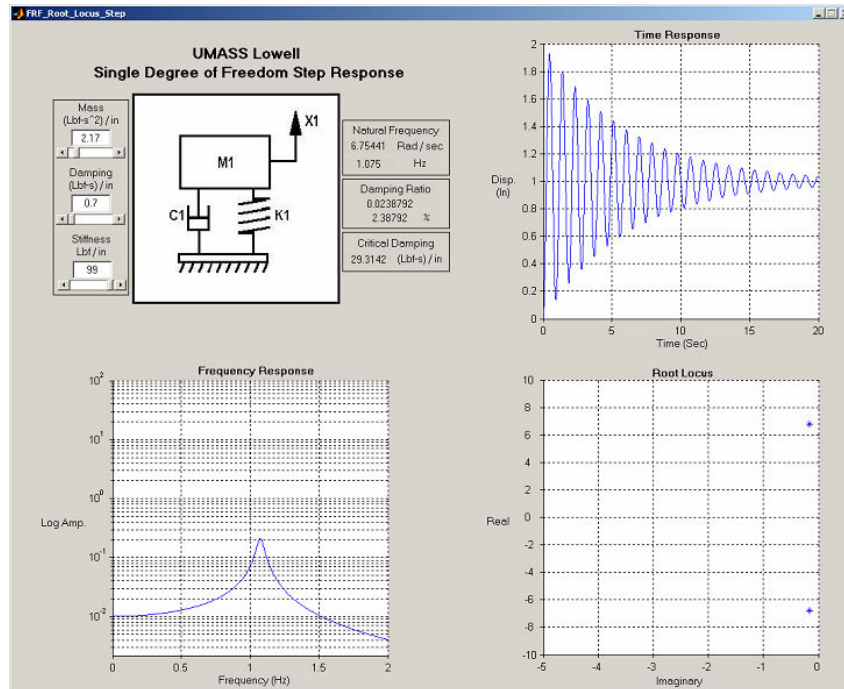 FRF_Root_Locus_Step
UMASS Lowell
Single Degree of Freedom Step Response
Mass
(Lbf-s^2) / in
2.17
Damping
(Lbf-s) / in
0.7
Stiffness
Lbf / in
99
X1
M1
C1
K1
Natural Frequency
6.75441 Rad / sec
1.075 Hz
Damping Ratio
0.0238792
2.38792 %
Critical Damping
29.3142 (Lbf-s) / in
Time Response
2
1.8
1.6
1.4
1.2
1
0.8
0.6
0.4
0.2
0
Disp.
(In)
0 5 10 15 20
Time (Sec)
Frequency Response
10^2
10^1
10^0
10^-1
10^-2
Log Amp.
0 0.5 1 1.5 2
Frequency (Hz)
Root Locus
10
8
6
4
2
0
-2
-4
-6
-8
-10
Real
-5 -4 -3 -2 -1 0
Imaginary